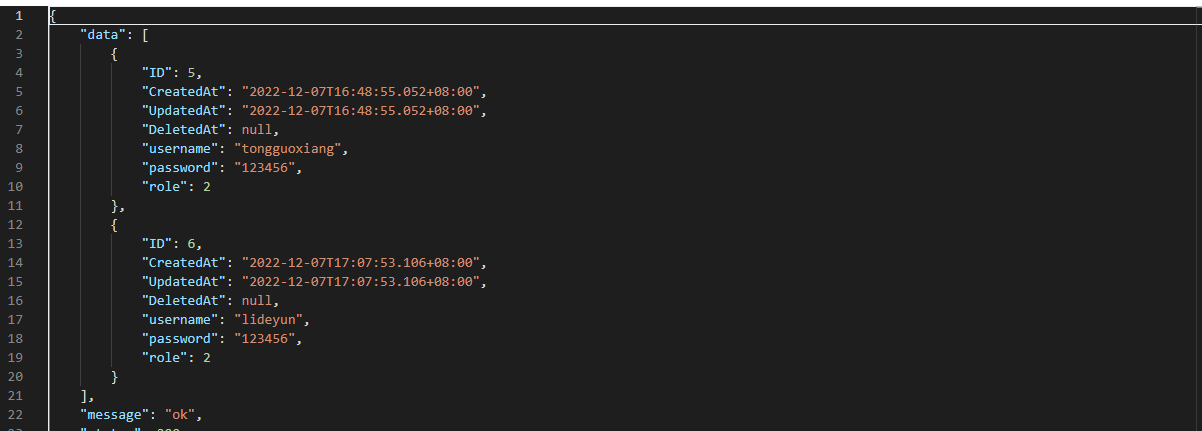 1 {
2 "data": [
3 {
4 "ID": 5,
5 "CreatedAt": "2022-12-07T16:48:55.052+08:00",
6 "UpdatedAt": "2022-12-07T16:48:55.052+08:00",
7 "DeletedAt": null,
8 "username": "tongguoxiang",
9 "password": "123456",
10 "role": 2
11 },
12 {
13 "ID": 6,
14 "CreatedAt": "2022-12-07T17:07:53.106+08:00",
15 "UpdatedAt": "2022-12-07T17:07:53.106+08:00",
16 "DeletedAt": null,
17 "username": "lideyun",
18 "password": "123456",
19 "role": 2
20 }
21 ],
22 "message": "ok",